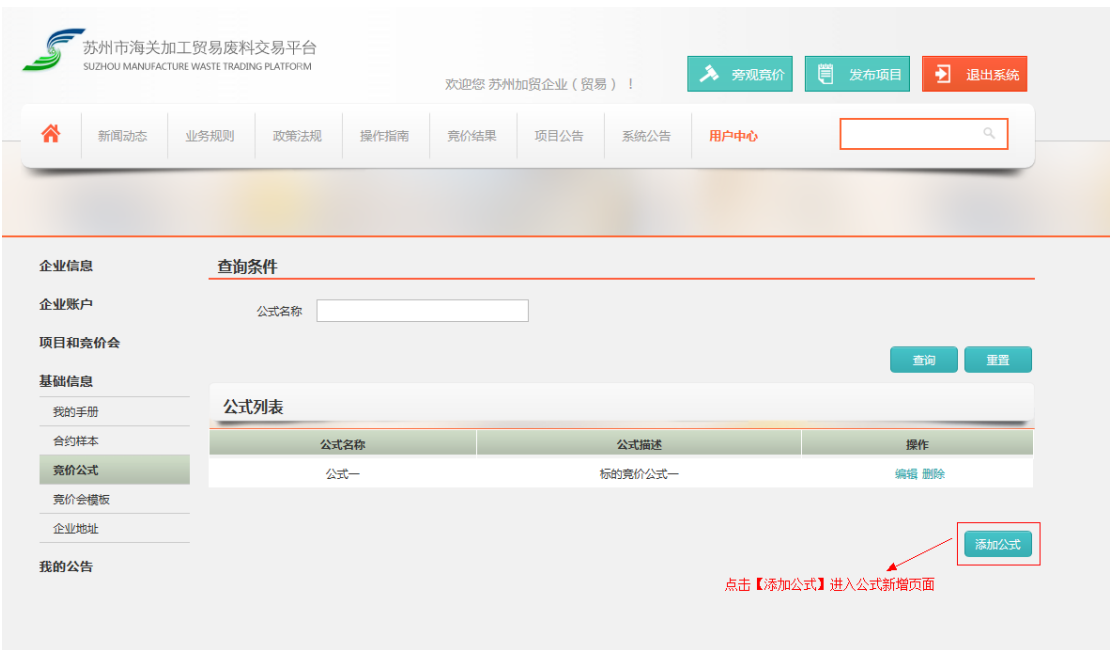 苏州市海关加工贸易废料交易平台
SUZHOU MANUFACTURE WASTE TRADING PLATFORM
欢迎您 苏州加贸企业（贸易）！
旁观竞价
发布项目
退出系统
新闻动态
业务规则
政策法规
操作指南
竞价结果
项目公告
系统公告
用户中心
企业信息
企业账户
项目和竞价会
基础信息
我的手册
合约样本
竞价公式
竞价会模板
企业地址
我的公告
查询条件
公式名称
查询
重置
公式列表
公式名称 公式描述 操作
公式一 标的竞价公式一 编辑 删除
添加公式
点击【添加公式】进入公式新增页面